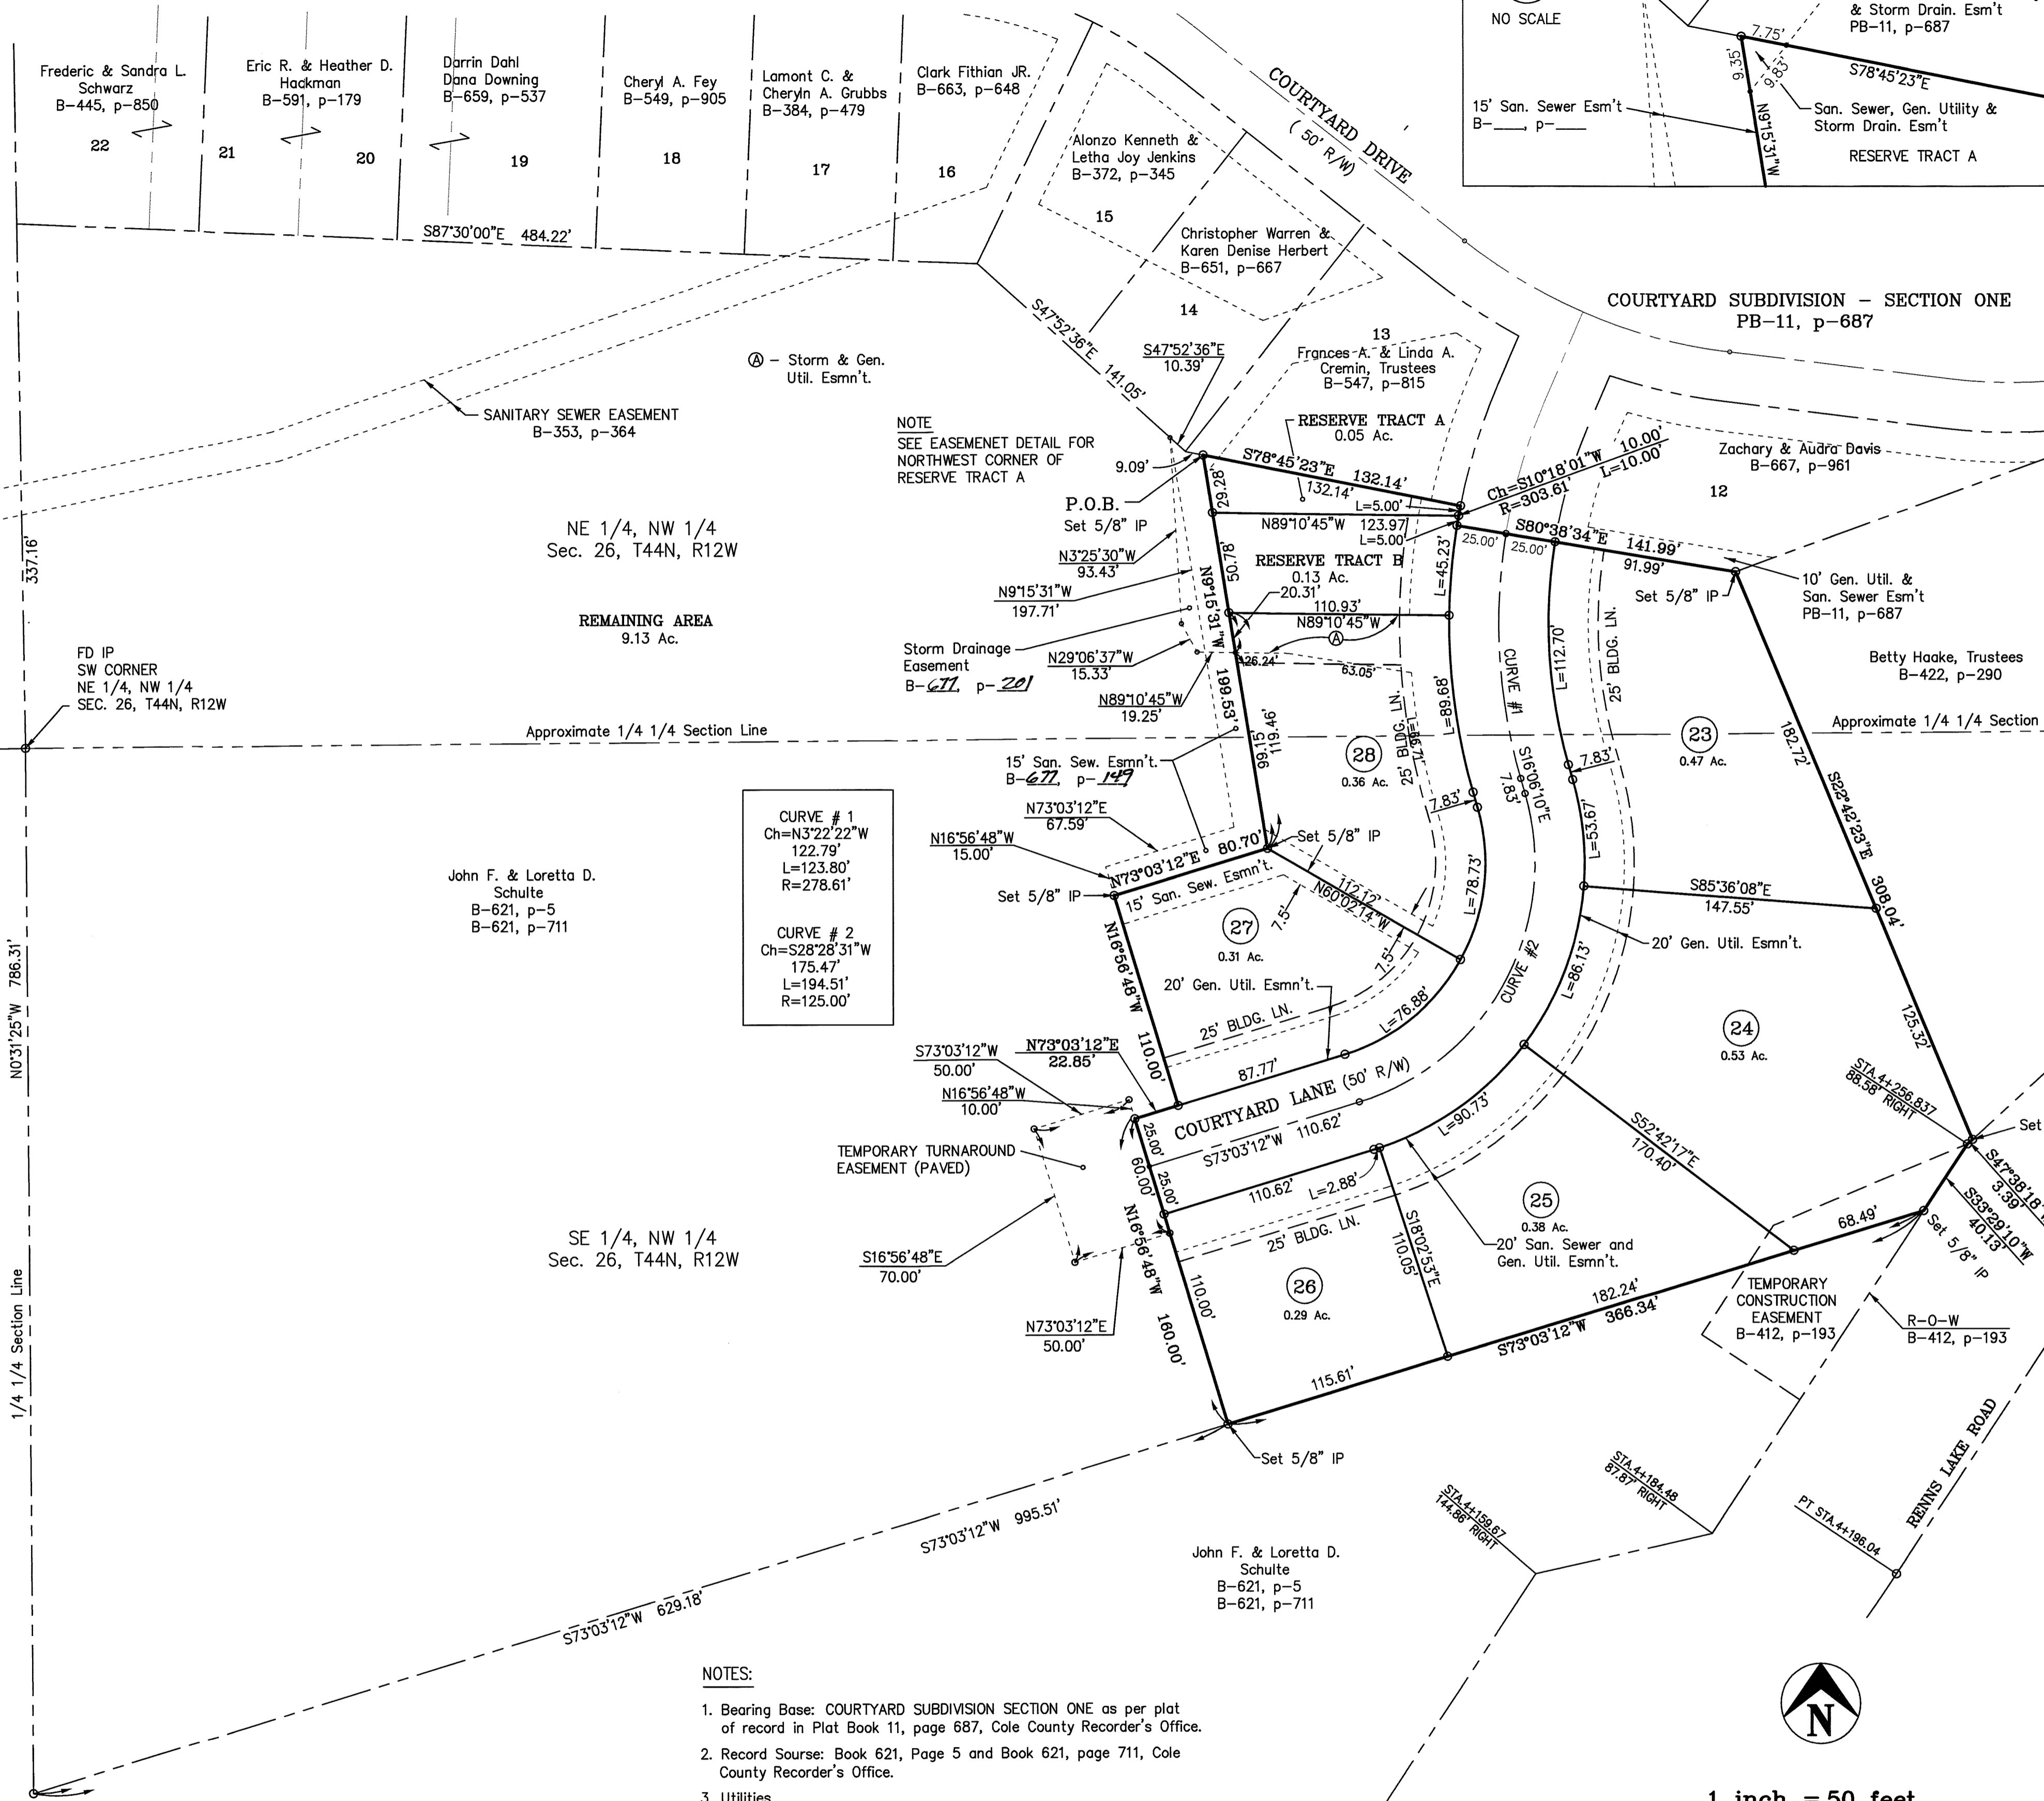 Frederic & Sandra L.
Schwarz
B-445, p-850
22
21
Eric R. & Heather D.
Hackman
B-591, p-179
20
Darrin Dahl
Dana Downing
B-659, p-537
19
Cheryl A. Fey
B-549, p-905
18
Lamont C. &
Cheryln A. Grubbs
B-384, p-479
17
Clark Fithian JR.
B-663, p-648
16
Alonzo Kenneth &
Letha Joy Jenkins
B-372, p-345
15
Christopher Warren &
Karen Denise Herbert
B-651, p-667
14
COURTYARD DRIVE
( 50' R/W)
NO SCALE
& Storm Drain. Esm't
PB-11, p-687
7.75'
9.35'
9.83'
S78°45'23"E
15' San. Sewer Esm't
B-___, p-___
N9°15'31"W
San. Sewer, Gen. Utility &
Storm Drain. Esm't
RESERVE TRACT A
S87°30'00"E 484.22'
COURTYARD SUBDIVISION – SECTION ONE
PB-11, p-687
S47°52'36"E 141.05'
S47°52'36"E
10.39'
13
Frances A. & Linda A.
Cremin, Trustees
B-547, p-815
Ⓐ – Storm & Gen.
Util. Esmn't.
SANITARY SEWER EASEMENT
B-353, p-364
NOTE
SEE EASEMENET DETAIL FOR
NORTHWEST CORNER OF
RESERVE TRACT A
RESERVE TRACT A
0.05 Ac.
9.09'
S78°45'23"E 132.14'
132.14'
Ch=S10°18'01"W 10.00'
R=303.61' L=10.00'
Zachary & Audra Davis
B-667, p-961
12
P.O.B.
Set 5/8" IP
29.28'
L=5.00'
N89°10'45"W 123.97
L=5.00'
25.00'
25.00'
S80°38'34"E 141.99'
91.99'
NE 1/4, NW 1/4
Sec. 26, T44N, R12W
337.16'
N3°25'30"W
93.43'
50.78'
RESERVE TRACT B
0.13 Ac.
L=45.23'
Set 5/8" IP
10' Gen. Util. &
San. Sewer Esm't
PB-11, p-687
N9°15'31"W
197.71'
20.31'
110.93'
N89°10'45"W
Ⓐ
REMAINING AREA
9.13 Ac.
FD IP
SW CORNER
NE 1/4, NW 1/4
SEC. 26, T44N, R12W
Storm Drainage
Easement
B-677, p-201
N29°06'37"W
15.33'
N89°10'45"W
19.25'
N9°15'31"W 199.53'
26.24'
63.05'
L=89.68'
CURVE #1
L=112.70'
25' BLDG. LN.
Betty Haake, Trustees
B-422, p-290
Approximate 1/4 1/4 Section Line
Approximate 1/4 1/4 Section
99.15'
119.46'
25' BLDG. LN.
28
0.36 Ac.
S16°06'10"E
7.83'
7.83'
7.83'
23
0.47 Ac.
182.72'
S22°42'23"E 308.04'
15' San. Sew. Esmn't.
B-677, p-149
N73°03'12"E
67.59'
N16°56'48"W
15.00'
N73°03'12"E 80.70'
Set 5/8" IP
Set 5/8" IP
15' San. Sew. Esmn't.
112.12'
N60°02'14"W
7.5'
7.5'
L=78.73'
L=53.67'
S85°36'08"E
147.55'
CURVE # 1
Ch=N3°22'22"W
122.79'
L=123.80'
R=278.61'
CURVE # 2
Ch=S28°28'31"W
175.47'
L=194.51'
R=125.00'
John F. & Loretta D.
Schulte
B-621, p-5
B-621, p-711
27
0.31 Ac.
20' Gen. Util. Esmn't.
N16°56'48"W 110.00'
25' BLDG. LN.
L=76.88'
CURVE #2
L=86.13'
20' Gen. Util. Esmn't.
24
0.53 Ac.
125.32'
N0°31'25"W 786.31'
S73°03'12"W
50.00'
N73°03'12"E
22.85'
N16°56'48"W
10.00'
87.77'
COURTYARD LANE (50' R/W)
S73°03'12"W 110.62'
25.00'
25.00'
60.00'
TEMPORARY TURNAROUND
EASEMENT (PAVED)
110.62'
L=2.88'
L=90.73'
S52°42'17"E
170.40'
STA.4+256.837
88.58' RIGHT
Set
S47°38'18"
3.39'
S33°29'10"W
40.13'
Set 5/8" IP
68.49'
SE 1/4, NW 1/4
Sec. 26, T44N, R12W
S16°56'48"E
70.00'
N16°56'48"W 160.00'
110.00'
25' BLDG. LN.
S18°02'53"E
110.05'
25
0.38 Ac.
20' San. Sewer and
Gen. Util. Esmn't.
26
0.29 Ac.
N73°03'12"E
50.00'
182.24'
S73°03'12"W 366.34'
115.61'
TEMPORARY
CONSTRUCTION
EASEMENT
B-412, p-193
R-O-W
B-412, p-193
1/4 1/4 Section Line
Set 5/8" IP
S73°03'12"W 995.51'
S73°03'12"W 629.18'
STA.4+159.67
144.86' RIGHT
STA.4+184.48
87.87' RIGHT
PT STA.4+196.04
RENNS LAKE ROAD
John F. & Loretta D.
Schulte
B-621, p-5
B-621, p-711
NOTES:
1. Bearing Base: COURTYARD SUBDIVISION SECTION ONE as per plat
of record in Plat Book 11, page 687, Cole County Recorder's Office.
2. Record Sourse: Book 621, Page 5 and Book 621, page 711, Cole
County Recorder's Office.
3. Utilities
N
1 inch = 50 feet